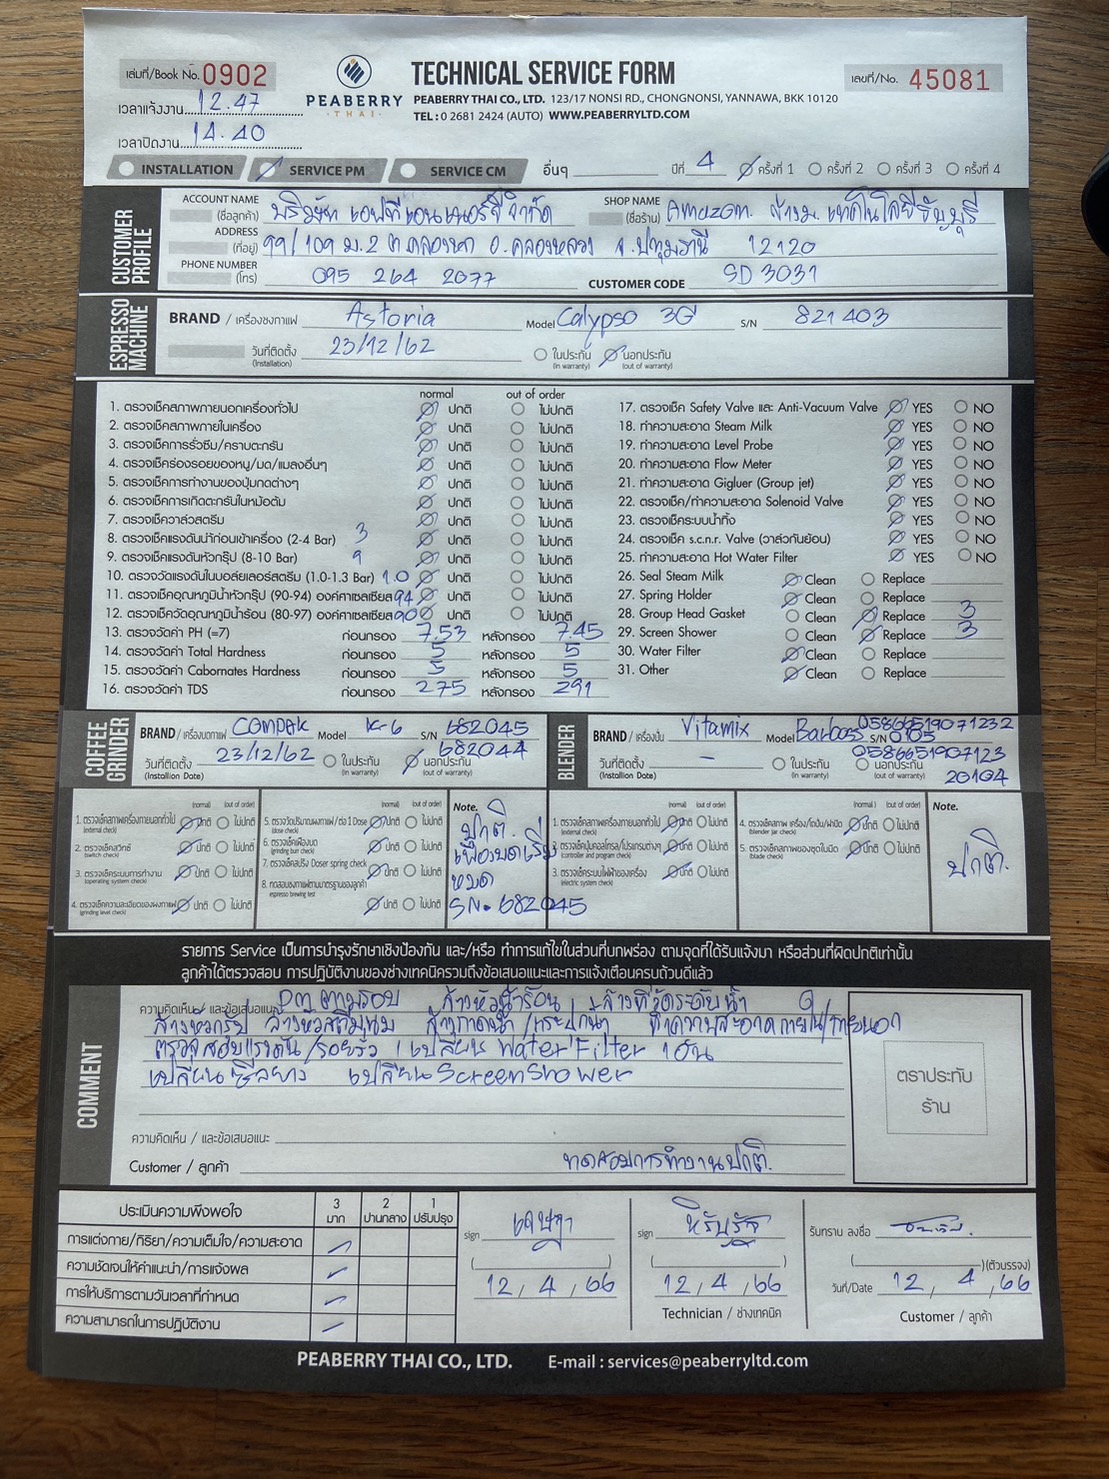 เล่มที่/Book No. 0902
PEABERRY
THAI
TECHNICAL SERVICE FORM
PEABERRY THAI CO., LTD. 123/17 NONSI RD., CHONGNONSI, YANNAWA, BKK 10120
TEL : 0 2681 2424 (AUTO) WWW.PEABERRYLTD.COM
เลขที่/No. 45081
เวลาแจ้งงาน 12.47
เวลาปิดงาน 14.40
INSTALLATION SERVICE PM SERVICE CM อื่นๆ ปีที่ 4 ครั้งที่ 1 ครั้งที่ 2 ครั้งที่ 3 ครั้งที่ 4
CUSTOMER PROFILE
ACCOUNT NAME (ชื่อลูกค้า) บริษัท เอฟทีเอนเนอร์จี้ จำกัด SHOP NAME (ชื่อร้าน) Amazon. ข้างม. เทคโนโลยีธัญบุรี
ADDRESS (ที่อยู่) 99/109 ม.2 ต.คลองหก อ.คลองหลวง จ.ปทุมธานี 12120
PHONE NUMBER (โทร) 095 264 2077 CUSTOMER CODE SD 3031
ESPRESSO MACHINE
BRAND / เครื่องชงกาแฟ Astoria Model Calypso 3G S/N 821403
วันที่ติดตั้ง (Installation) 23/12/62 ในประกัน (in warranty) นอกประกัน (out of warranty)
normal out of order
1. ตรวจเช็คสภาพภายนอกเครื่องทั่วไป ปกติ ไม่ปกติ
2. ตรวจเช็คสภาพภายในเครื่อง ปกติ ไม่ปกติ
3. ตรวจเช็คการรั่วซึม/คราบตะกรัน ปกติ ไม่ปกติ
4. ตรวจเช็คร่องรอยของหนู/มด/แมลงอื่นๆ ปกติ ไม่ปกติ
5. ตรวจเช็คการทำงานของปุ่มกดต่างๆ ปกติ ไม่ปกติ
6. ตรวจเช็คการเกิดตะกรันในหม้อต้ม ปกติ ไม่ปกติ
7. ตรวจเช็ควาล์วสตรีม ปกติ ไม่ปกติ
8. ตรวจเช็คแรงดันน้ำก่อนเข้าเครื่อง (2-4 Bar) 3 ปกติ ไม่ปกติ
9. ตรวจเช็คแรงดันหัวกรุ๊ป (8-10 Bar) 9 ปกติ ไม่ปกติ
10. ตรวจวัดแรงดันในบอยล์เลอร์สตรีม (1.0-1.3 Bar) 1.0 ปกติ ไม่ปกติ
11. ตรวจเช็คอุณหภูมิน้ำหัวกรุ๊ป (90-94) องศาเซลเซียส 94 ปกติ ไม่ปกติ
12. ตรวจเช็ควัดอุณหภูมิน้ำร้อน (80-97) องศาเซลเซียส 90 ปกติ ไม่ปกติ
13. ตรวจวัดค่า PH (=7) ก่อนกรอง 7.53 หลังกรอง 7.45
14. ตรวจวัดค่า Total Hardness ก่อนกรอง 5 หลังกรอง 5
15. ตรวจวัดค่า Cabornates Hardness ก่อนกรอง 5 หลังกรอง 5
16. ตรวจวัดค่า TDS ก่อนกรอง 275 หลังกรอง 291
17. ตรวจเช็ค Safety Valve และ Anti-Vacuum Valve YES NO
18. ทำความสะอาด Steam Milk YES NO
19. ทำความสะอาด Level Probe YES NO
20. ทำความสะอาด Flow Meter YES NO
21. ทำความสะอาด Gigluer (Group jet) YES NO
22. ตรวจเช็ค/ทำความสะอาด Solenoid Valve YES NO
23. ตรวจเช็คระบบน้ำทิ้ง YES NO
24. ตรวจเช็ค s.c.n.r. Valve (วาล์วกันย้อน) YES NO
25. ทำความสะอาด Hot Water Filter YES NO
26. Seal Steam Milk Clean Replace
27. Spring Holder Clean Replace
28. Group Head Gasket Clean Replace 3
29. Screen Shower Clean Replace 3
30. Water Filter Clean Replace
31. Other Clean Replace
COFFEE GRINDER
BRAND / เครื่องบดกาแฟ COMPAK Model K-6 S/N 682045
682044
วันที่ติดตั้ง (Installion Date) 23/12/62 ในประกัน (in warranty) นอกประกัน (out of warranty)
BLENDER
BRAND / เครื่องปั่น Vitamix Model Barboss S/N 05866519071232
0105
วันที่ติดตั้ง (Installion Date) - ในประกัน (in warranty) นอกประกัน (out of warranty) 0586651907123
20104
(normal) (out of order)
1. ตรวจเช็คสภาพเครื่องภายนอกทั่วไป (external check) ปกติ ไม่ปกติ
2. ตรวจเช็คสวิทช์ (switch check) ปกติ ไม่ปกติ
3. ตรวจเช็คระบบการทำงาน (operating system check) ปกติ ไม่ปกติ
4. ตรวจเช็คความละเอียดของผงกาแฟ (grinding level check) ปกติ ไม่ปกติ
5. ตรวจวัดปริมาณผงกาแฟ / ต่อ 1 Dose (dose check) ปกติ ไม่ปกติ
6. ตรวจเช็คเฟืองบด (grinding burr check) ปกติ ไม่ปกติ
7. ตรวจเช็คสปริง Doser spring check ปกติ ไม่ปกติ
8. ทดสอบชงกาแฟตามมาตรฐานของลูกค้า espresso brewing test ปกติ ไม่ปกติ
Note.
ปกติ.
เฟืองบดเริ่ม
หมด
SN. 682045
1. ตรวจเช็คสภาพเครื่องภายนอกทั่วไป (external check) ปกติ ไม่ปกติ
2. ตรวจเช็คปุ่มคอลโทรล/โปรแกรมต่างๆ (controller and program check) ปกติ ไม่ปกติ
3. ตรวจเช็คระบบไฟฟ้าของเครื่อง (electric system check) ปกติ ไม่ปกติ
4. ตรวจเช็คสภาพ เครื่อง/โถปั่น/ฝาปิด (blender jar check) ปกติ ไม่ปกติ
5. ตรวจเช็คสภาพของชุดใบมีด (blade check) ปกติ ไม่ปกติ
Note.
ปกติ.
รายการ Service เป็นการบำรุงรักษาเชิงป้องกัน และ/หรือ ทำการแก้ไขในส่วนที่บกพร่อง ตามจุดที่ได้รับแจ้งมา หรือส่วนที่ผิดปกติเท่านั้น
ลูกค้าได้ตรวจสอบ การปฏิบัติงานของช่างเทคนิครวมถึงข้อเสนอแนะและการแจ้งเตือนครบถ้วนดีแล้ว
COMMENT
ความคิดเห็น/ และข้อเสนอแนะ PM ตามรอบ ล้างหัวน้ำร้อน ล้างที่วัดระดับน้ำ
ล้างหัวกรุ๊ป ล้างหัวสตีมนม ล้างถาดน้ำ/กระปุกน้ำ ทำความสะอาดภายใน/ภายนอก
ตรวจสอบแรงดัน/รอยรั่ว เปลี่ยน Water Filter 1อัน
เปลี่ยนซีลยาง เปลี่ยน Screen Shower
ตราประทับ
ร้าน
ความคิดเห็น / และข้อเสนอแนะ
Customer / ลูกค้า ทดสอบการทำงานปกติ.
ประเมินความพึงพอใจ 3 มาก 2 ปานกลาง 1 ปรับปรุง
การแต่งกาย/กิริยา/ความเต็มใจ/ความสะอาด
ความชัดเจนให้คำแนะนำ/การแจ้งผล
การให้บริการตามวันเวลาที่กำหนด
ความสามารถในการปฏิบัติงาน
sign
12, 4, 66
sign หิรัญรัต
12, 4, 66
Technician / ช่างเทคนิค
รับทราบ ลงชื่อ
(ตัวบรรจง)
วันที่/Date 12, 4, 66
Customer / ลูกค้า
PEABERRY THAI CO., LTD. E-mail : services@peaberryltd.com